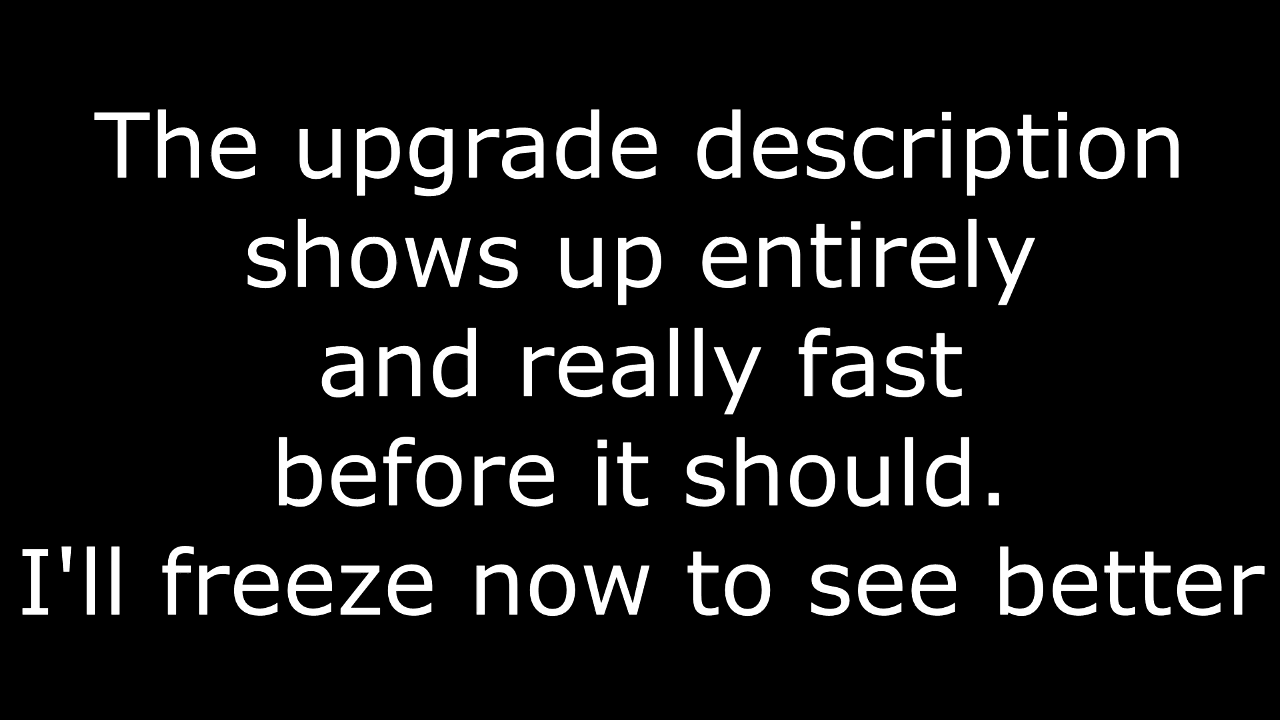 The upgrade description
shows up entirely
and really fast
before it should.
I'll freeze now to see better